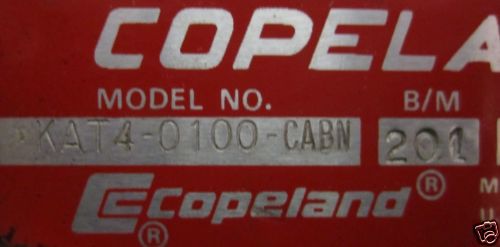 COPELA
MODEL NO. B/M
KAT4-0100-CABN 201
Copeland®
®
M
U